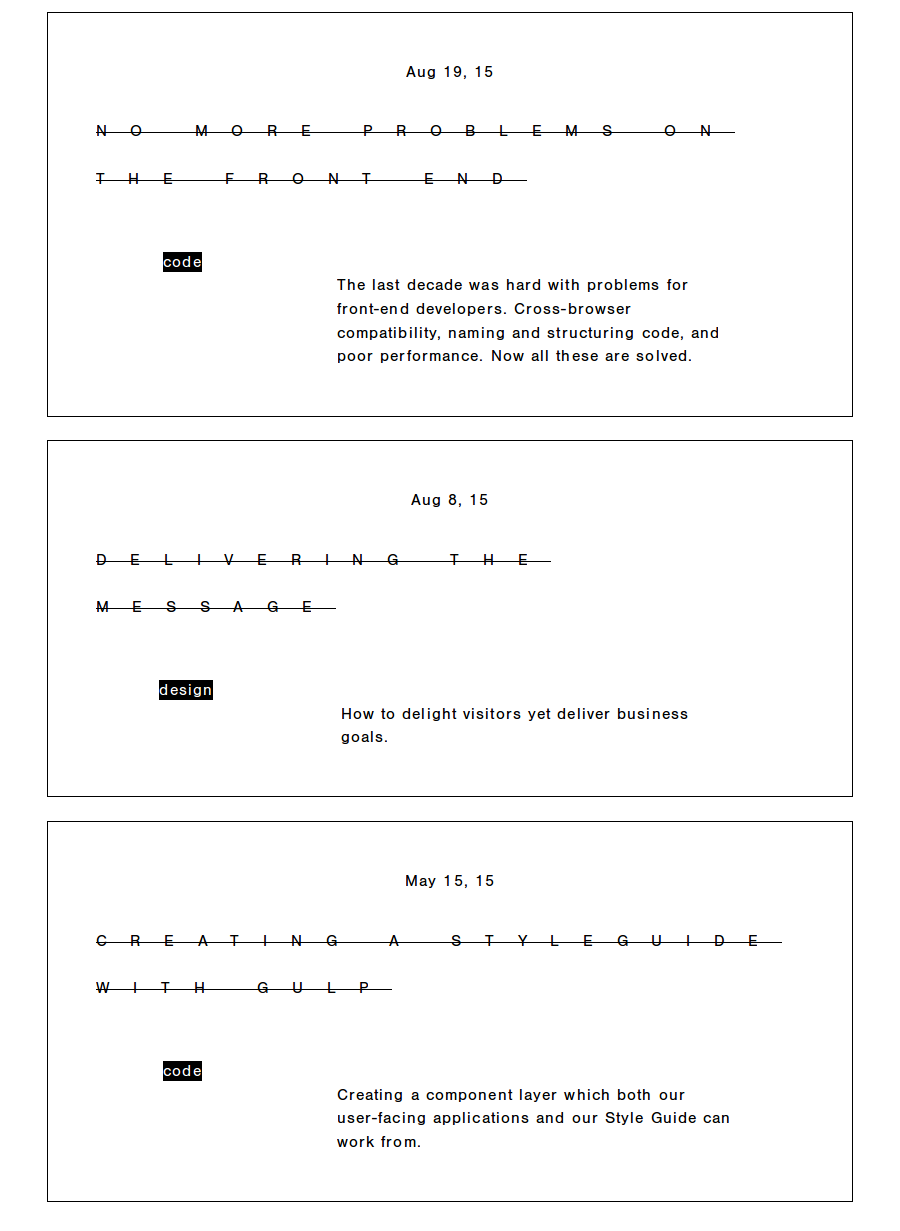 Aug 19, 15
NO MORE PROBLEMS ON
THE FRONT END
code
The last decade was hard with problems for
front-end developers. Cross-browser
compatibility, naming and structuring code, and
poor performance. Now all these are solved.
Aug 8, 15
DELIVERING THE
MESSAGE
design
How to delight visitors yet deliver business
goals.
May 15, 15
CREATING A STYLEGUIDE
WITH GULP
code
Creating a component layer which both our
user-facing applications and our Style Guide can
work from.